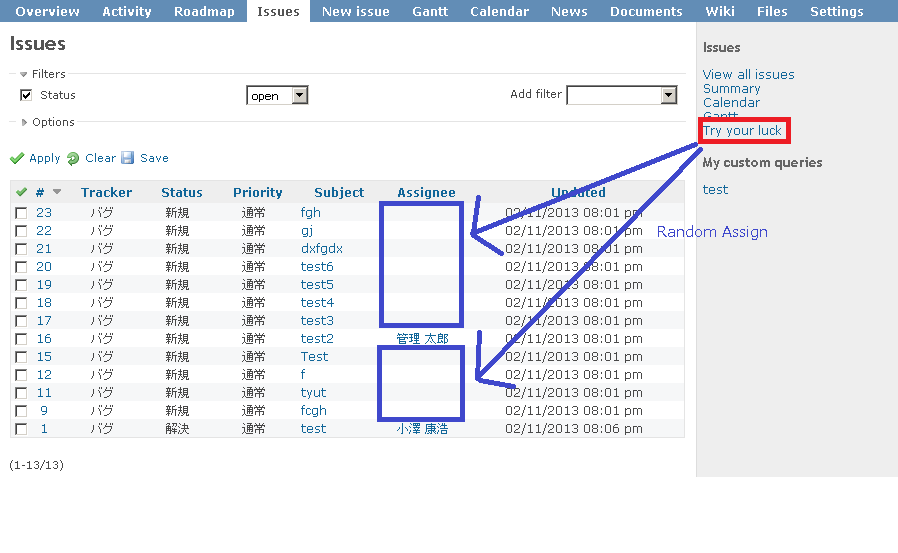 Overview Activity Roadmap Issues New issue Gantt Calendar News Documents Wiki Files Settings
Issues
Filters
Status open Add filter
Options
Apply Clear Save
# Tracker Status Priority Subject Assignee Updated
23 バグ 新規 通常 fgh 02/11/2013 08:01 pm
22 バグ 新規 通常 gj 02/11/2013 08:01 pm
21 バグ 新規 通常 dxfgdx 02/11/2013 08:01 pm
20 バグ 新規 通常 test6 02/11/2013 08:01 pm
19 バグ 新規 通常 test5 02/11/2013 08:01 pm
18 バグ 新規 通常 test4 02/11/2013 08:01 pm
17 バグ 新規 通常 test3 02/11/2013 08:01 pm
16 バグ 新規 通常 test2 管理 太郎 02/11/2013 08:01 pm
15 バグ 新規 通常 Test 02/11/2013 08:01 pm
12 バグ 新規 通常 f 02/11/2013 08:01 pm
11 バグ 新規 通常 tyut 02/11/2013 08:01 pm
9 バグ 新規 通常 fcgh 02/11/2013 08:01 pm
1 バグ 解決 通常 test 小澤 康浩 02/11/2013 08:06 pm
(1-13/13)
Issues
View all issues
Summary
Calendar
Gantt
Try your luck
My custom queries
test
Random Assign